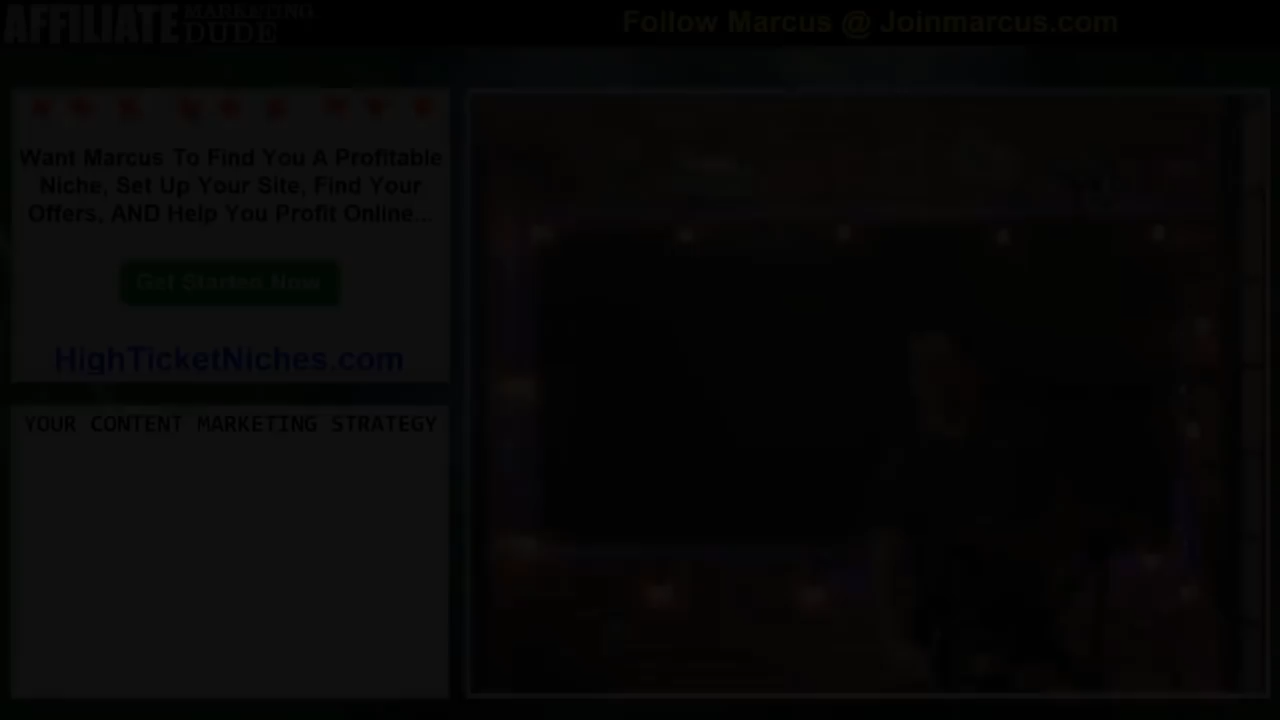 AFFILIATE MARKETING DUDE
Follow Marcus @ Joinmarcus.com
Want Marcus To Find You A Profitable
Niche, Set Up Your Site, Find Your
Offers, AND Help You Profit Online...
Get Started Now
HighTicketNiches.com
YOUR CONTENT MARKETING STRATEGY